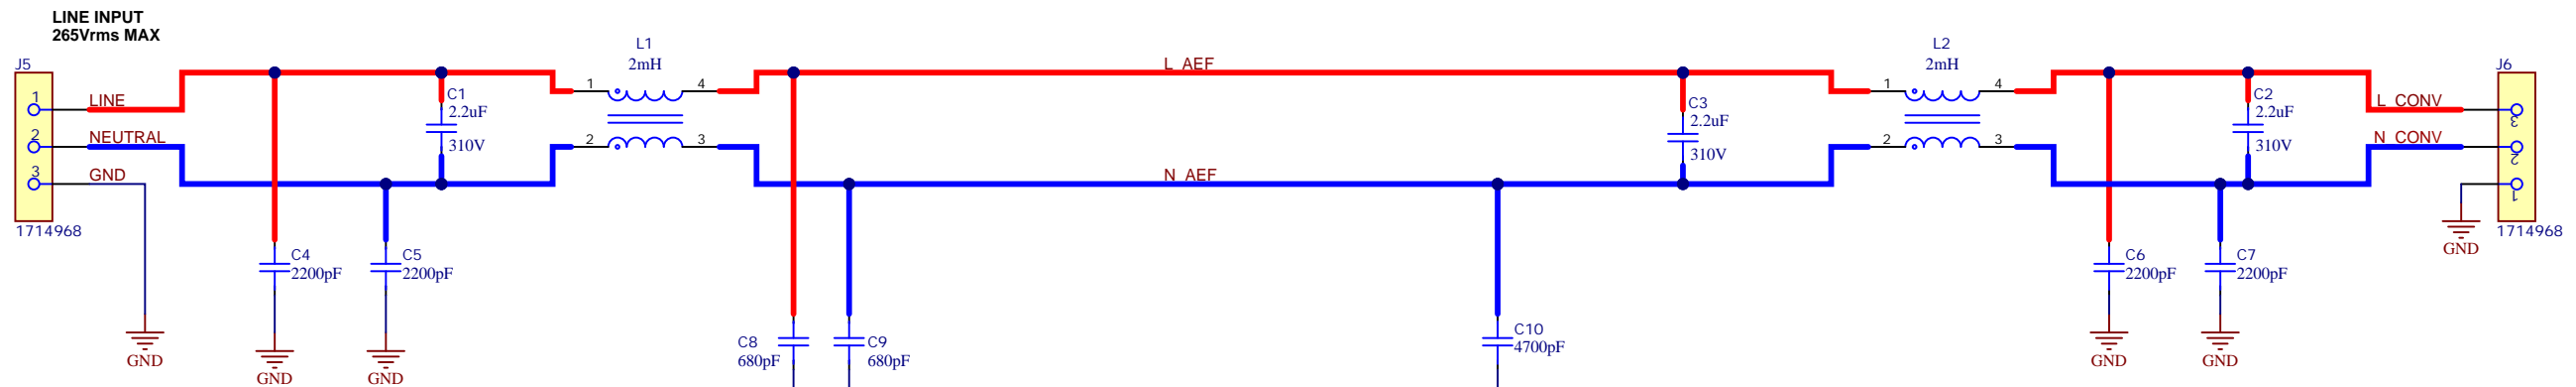 LINE INPUT
265Vrms MAX
J5
1
2
3
1714968
LINE
NEUTRAL
GND
GND
C4
2200pF
GND
C5
2200pF
GND
C1
2.2uF
310V
L1
2mH
1
4
2
3
C8
680pF
C9
680pF
L_AEF
N_AEF
C10
4700pF
C3
2.2uF
310V
L2
2mH
1
4
2
3
C6
2200pF
GND
C7
2200pF
GND
C2
2.2uF
310V
L_CONV
N_CONV
GND
J6
3
2
1
1714968